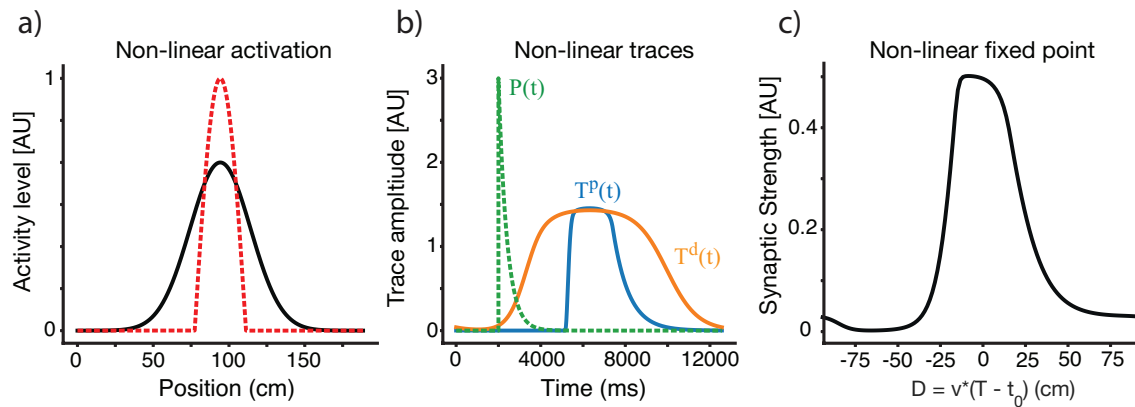 a)
Non-linear activation
Activity level [AU]
1
0
0
50
100
150
Position (cm)
b)
Non-linear traces
Trace ampltiude [AU]
3
2
1
0
P(t)
T^p(t)
T^d(t)
0
4000
8000
12000
Time (ms)
c)
Non-linear fixed point
Synaptic Strength [AU]
0.4
0.2
0
-75
-50
-25
0
25
50
75
D = v*(T - t_0) (cm)